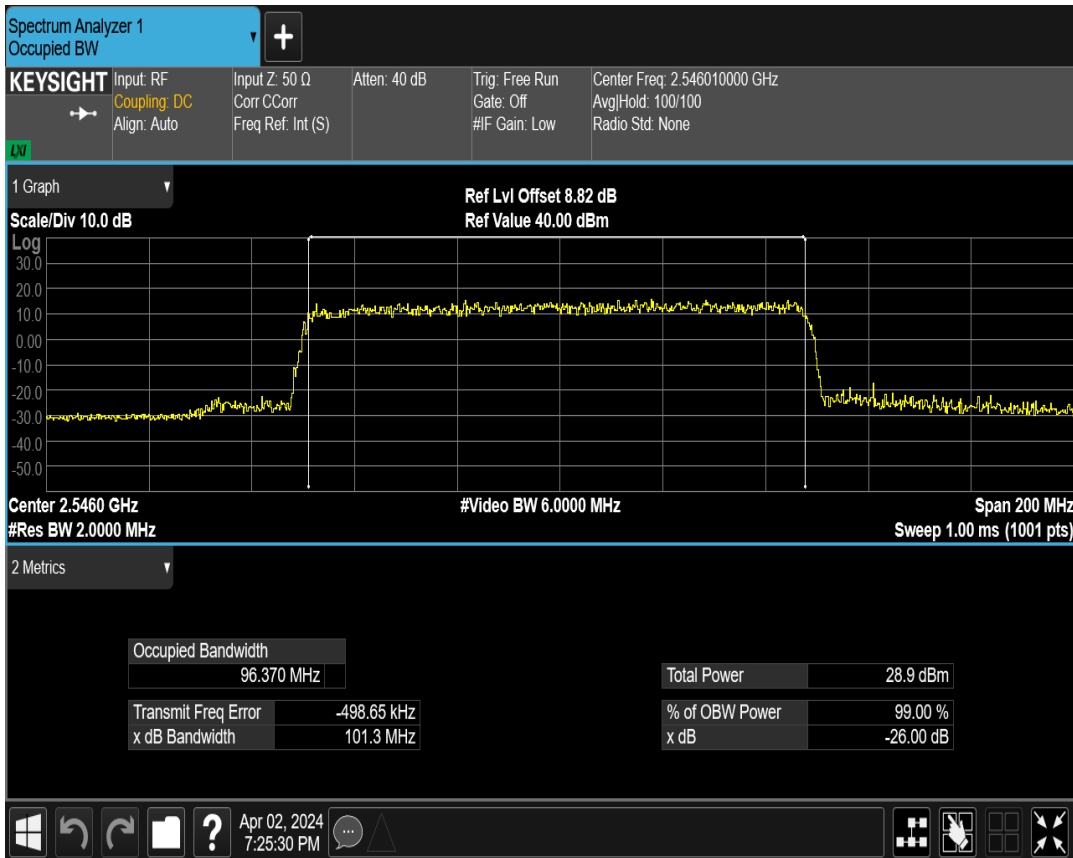 Spectrum Analyzer 1
Occupied BW
+
KEYSIGHT
LXI
Input: RF
Coupling: DC
Align: Auto
Input Z: 50 Ω
Corr CCorr
Freq Ref: Int (S)
Atten: 40 dB
Trig: Free Run
Gate: Off
#IF Gain: Low
Center Freq: 2.546010000 GHz
Avg|Hold: 100/100
Radio Std: None
1 Graph
Scale/Div 10.0 dB
Ref Lvl Offset 8.82 dB
Ref Value 40.00 dBm
Log
30.0
20.0
10.0
0.00
-10.0
-20.0
-30.0
-40.0
-50.0
Center 2.5460 GHz
#Video BW 6.0000 MHz
Span 200 MHz
#Res BW 2.0000 MHz
Sweep 1.00 ms (1001 pts)
2 Metrics
Occupied Bandwidth
96.370 MHz
Transmit Freq Error -498.65 kHz
x dB Bandwidth 101.3 MHz
Total Power 28.9 dBm
% of OBW Power 99.00 %
x dB -26.00 dB
?
Apr 02, 2024
7:25:30 PM